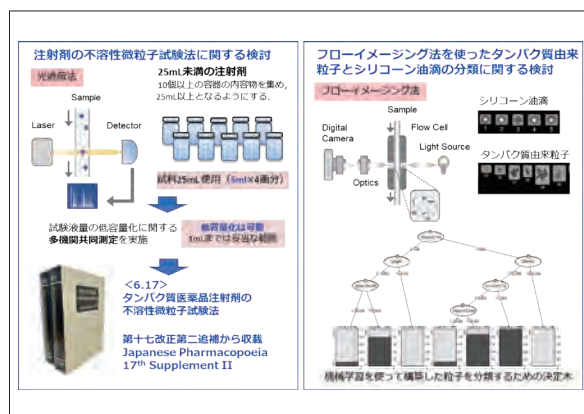 注射剤の不溶性微粒子試験法に関する検討
光遮蔽法
25mL未満の注射剤
10個以上の容器の内容物を集め,
25mL以上となるようにする.
Sample
Laser
Detector
試料25mL 使用（5ml×4画分）
試験液量の低容量化に関する
多機関共同測定を実施
低容量化は可能
1mLまでは妥当な範囲
<6.17>
タンパク質医薬品注射剤の
不溶性微粒子試験法
第十七改正第二追補から収載
Japanese Pharmacopoeia
17th Supplement II
フローイメージング法を使ったタンパク質由来
粒子とシリコーン油滴の分類に関する検討
フローイメージング法
Sample
Digital
Camera
Flow Cell
Light Source
Optics
シリコーン油滴
タンパク質由来粒子
機械学習を使って構築した粒子を分類するための決定木